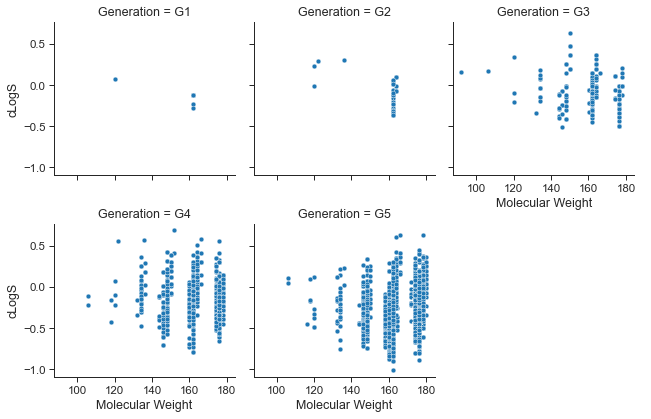 Generation = G1
Generation = G2
Generation = G3
0.5
0.0
−0.5
−1.0
dLogS
100
120
140
160
180
Molecular Weight
Generation = G4
Generation = G5
0.5
0.0
−0.5
−1.0
dLogS
100
120
140
160
180
Molecular Weight
100
120
140
160
180
Molecular Weight